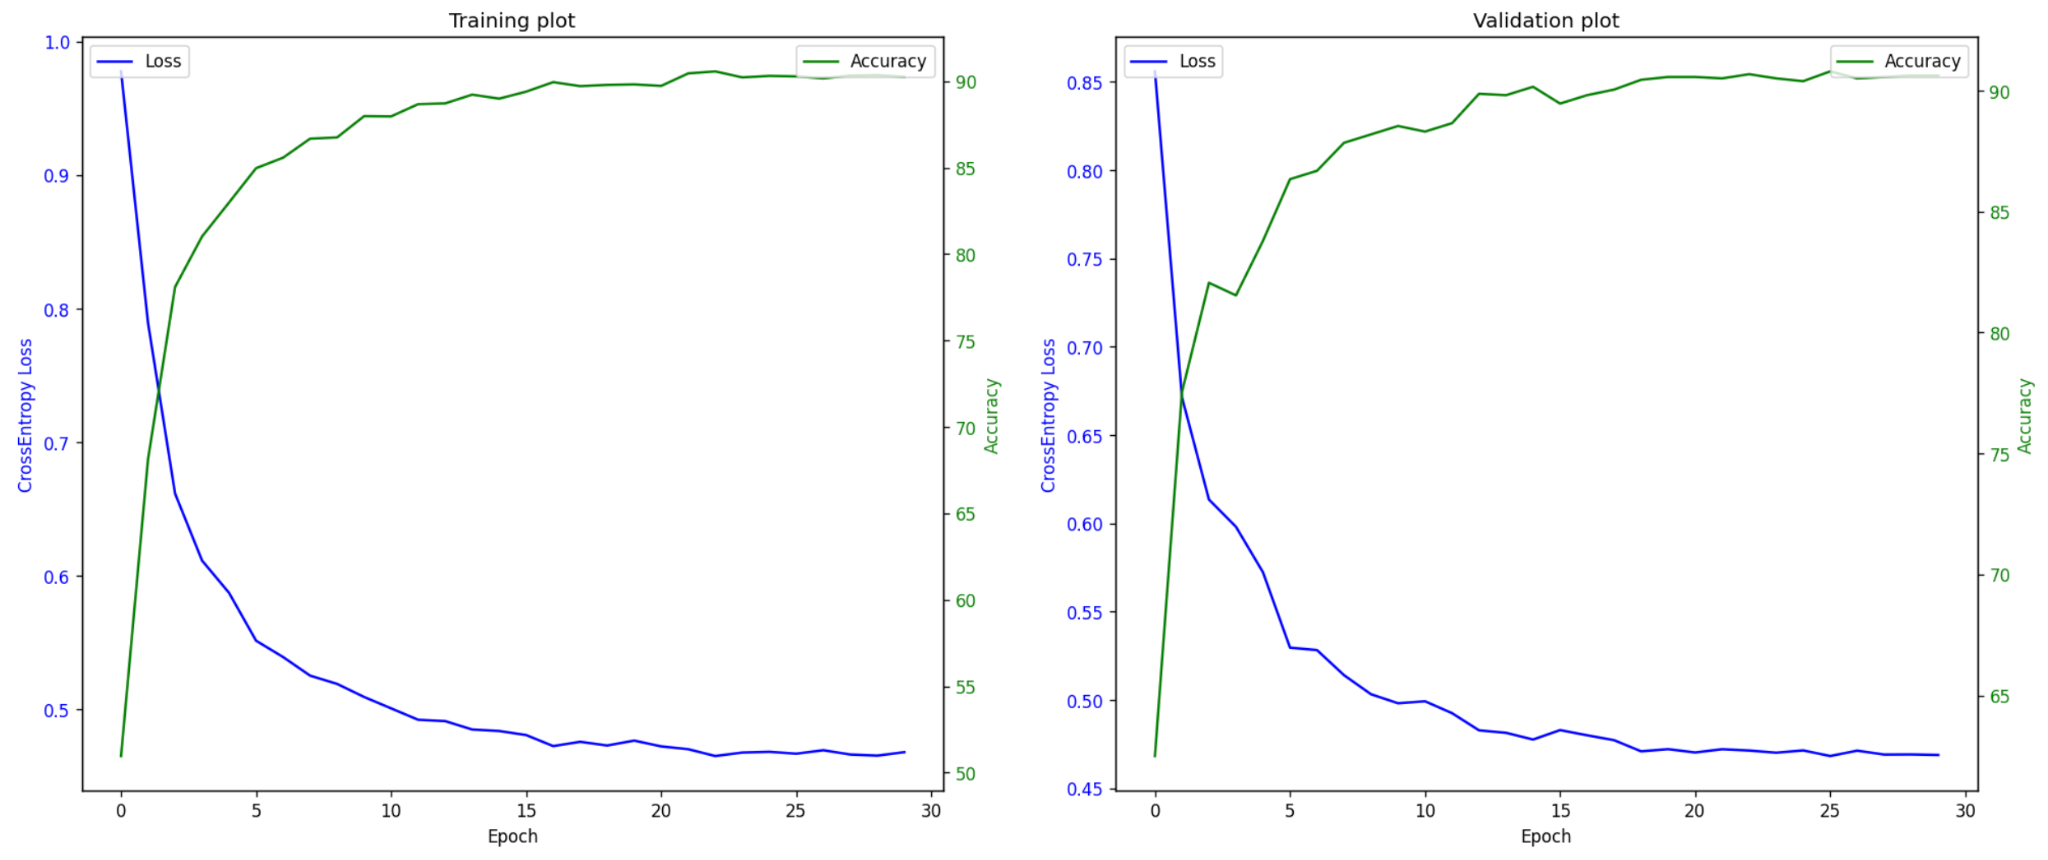 Training plot
Loss
Accuracy
1.0
0.9
0.8
0.7
0.6
0.5
CrossEntropy Loss
90
85
80
75
70
65
60
55
50
Accuracy
0 5 10 15 20 25 30
Epoch
Validation plot
Loss
Accuracy
0.85
0.80
0.75
0.70
0.65
0.60
0.55
0.50
0.45
CrossEntropy Loss
90
85
80
75
70
65
Accuracy
0 5 10 15 20 25 30
Epoch